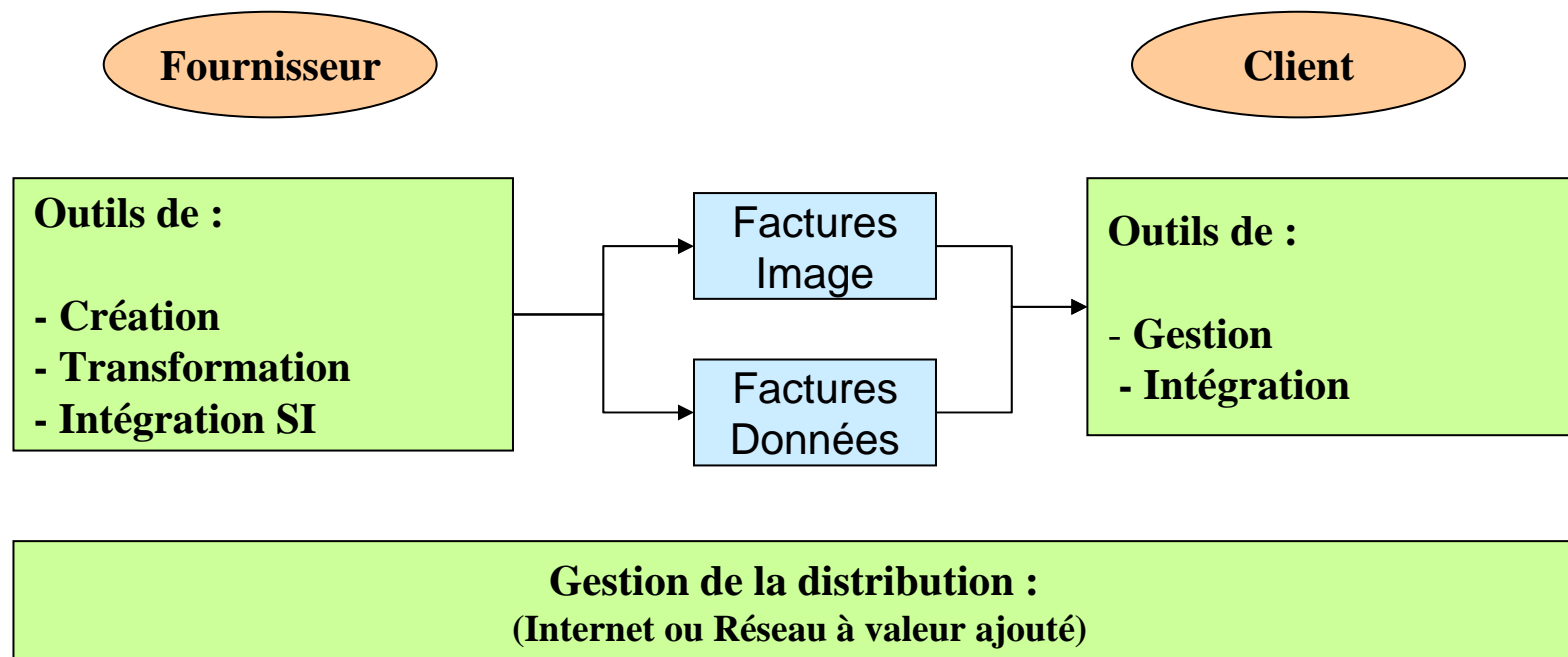 Fournisseur
Client
Outils de :
- Création
- Transformation
- Intégration SI
Factures
Image
Factures
Données
Outils de :
- Gestion
- Intégration
Gestion de la distribution :
(Internet ou Réseau à valeur ajouté)